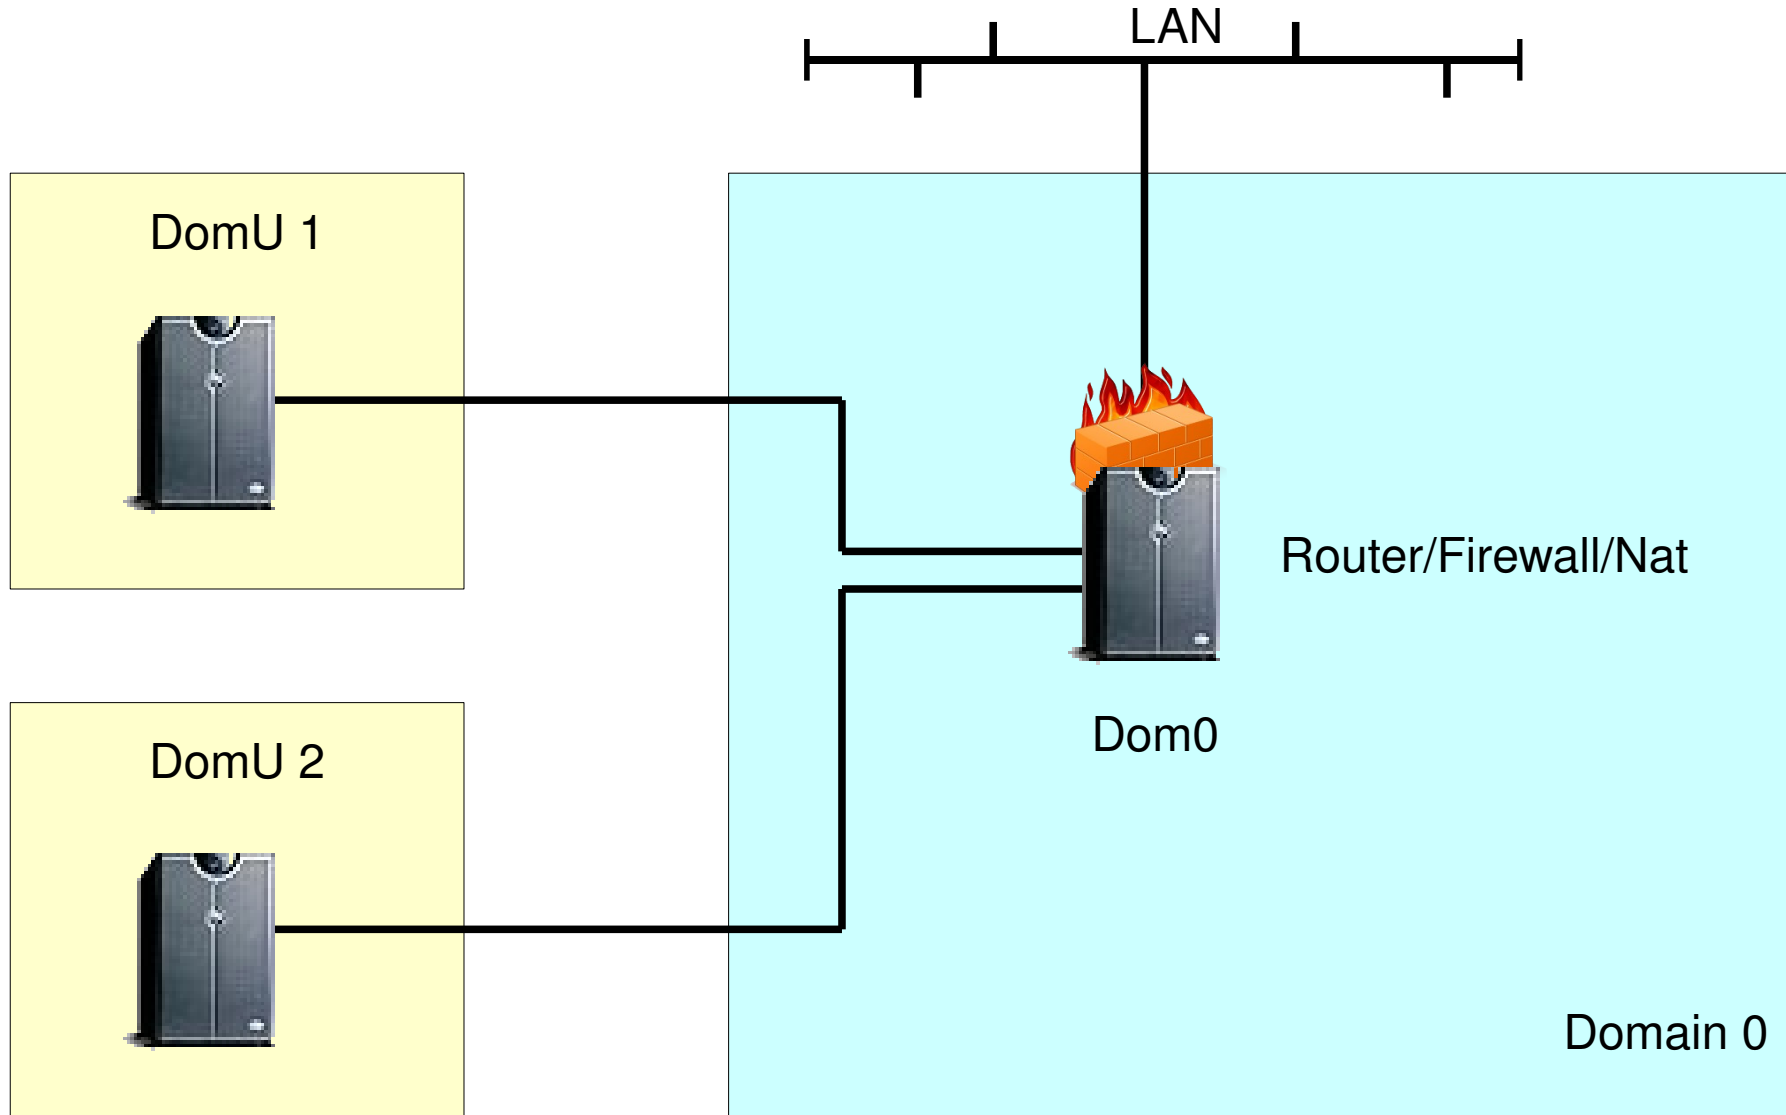 LAN
DomU 1
Router/Firewall/Nat
Dom0
DomU 2
Domain 0